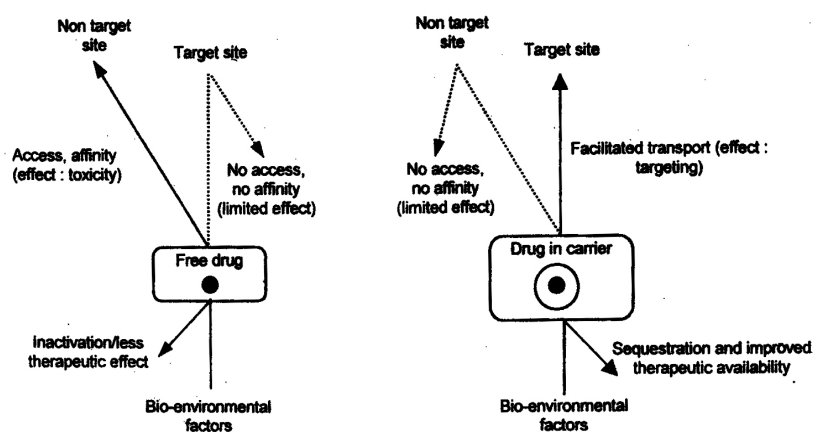 Non target
site
Target site
Access, affinity
(effect : toxicity)
No access,
no affinity
(limited effect)
Free drug
Inactivation/less
therapeutic effect
Bio-environmental
factors
Non target
site
Target site
No access,
no affinity
(limited effect)
Facilitated transport (effect :
targeting)
Drug in carrier
Sequestration and improved
therapeutic availability
Bio-environmental
factors